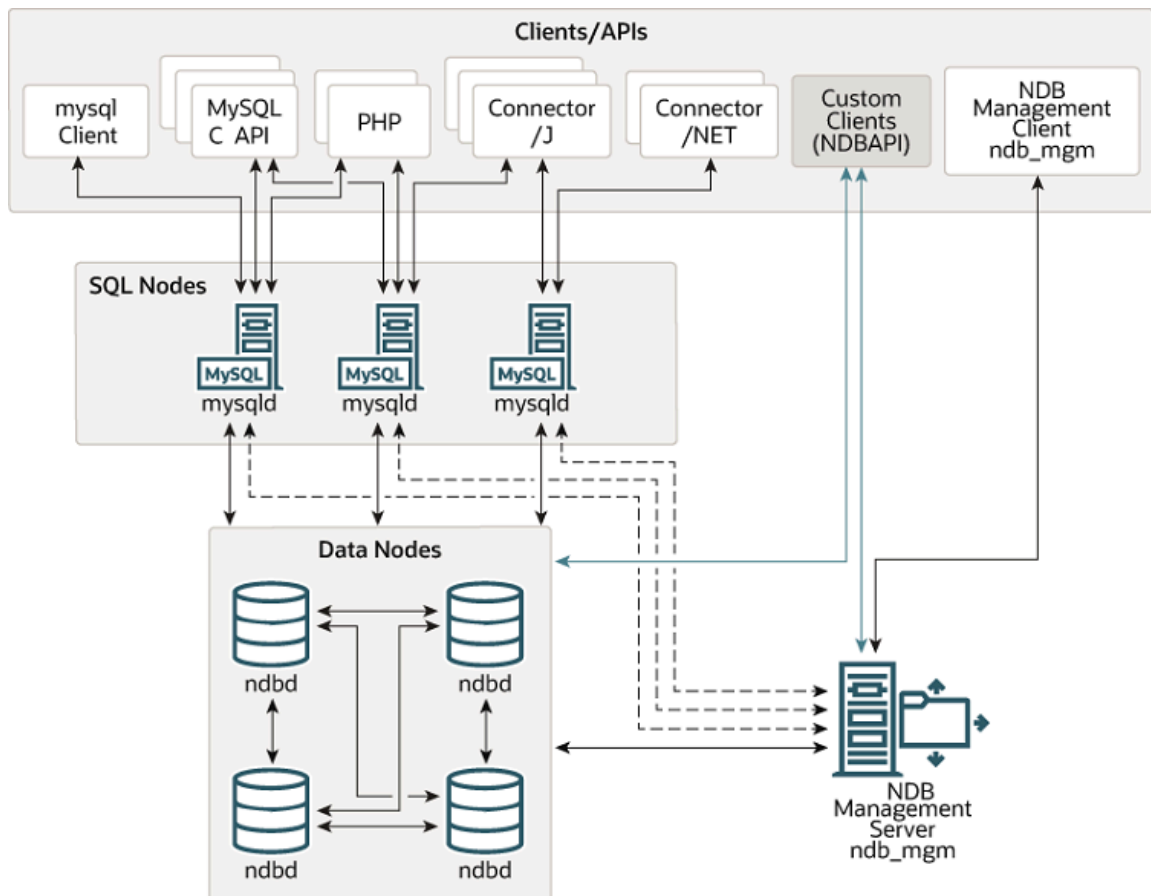 Clients/APIs
mysql
Client
MySQL
C API
PHP
Connector
/J
Connector
/NET
Custom
Clients
(NDBAPI)
NDB
Management
Client
ndb_mgm
SQL Nodes
MySQL
mysqld
MySQL
mysqld
MySQL
mysqld
Data Nodes
ndbd
ndbd
ndbd
ndbd
NDB
Management
Server
ndb_mgm